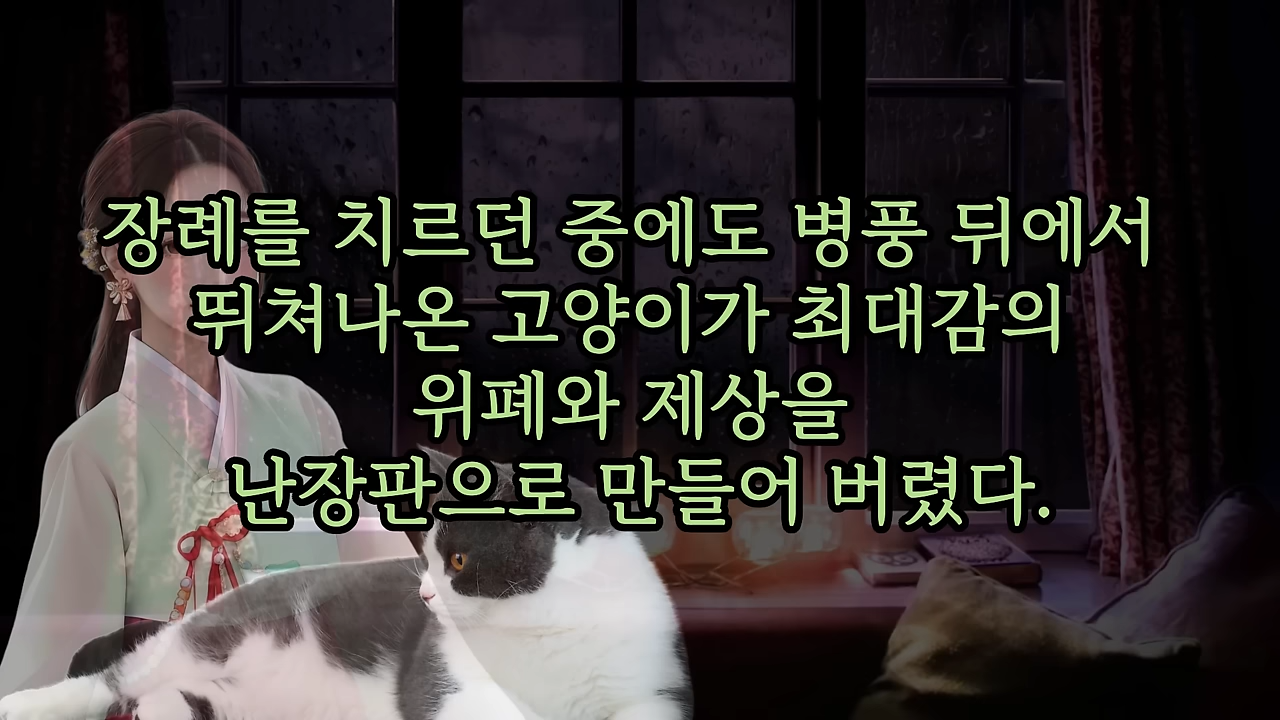 장례를 치르던 중에도 병풍 뒤에서
뛰쳐나온 고양이가 최대감의
위폐와 제상을
난장판으로 만들어 버렸다.